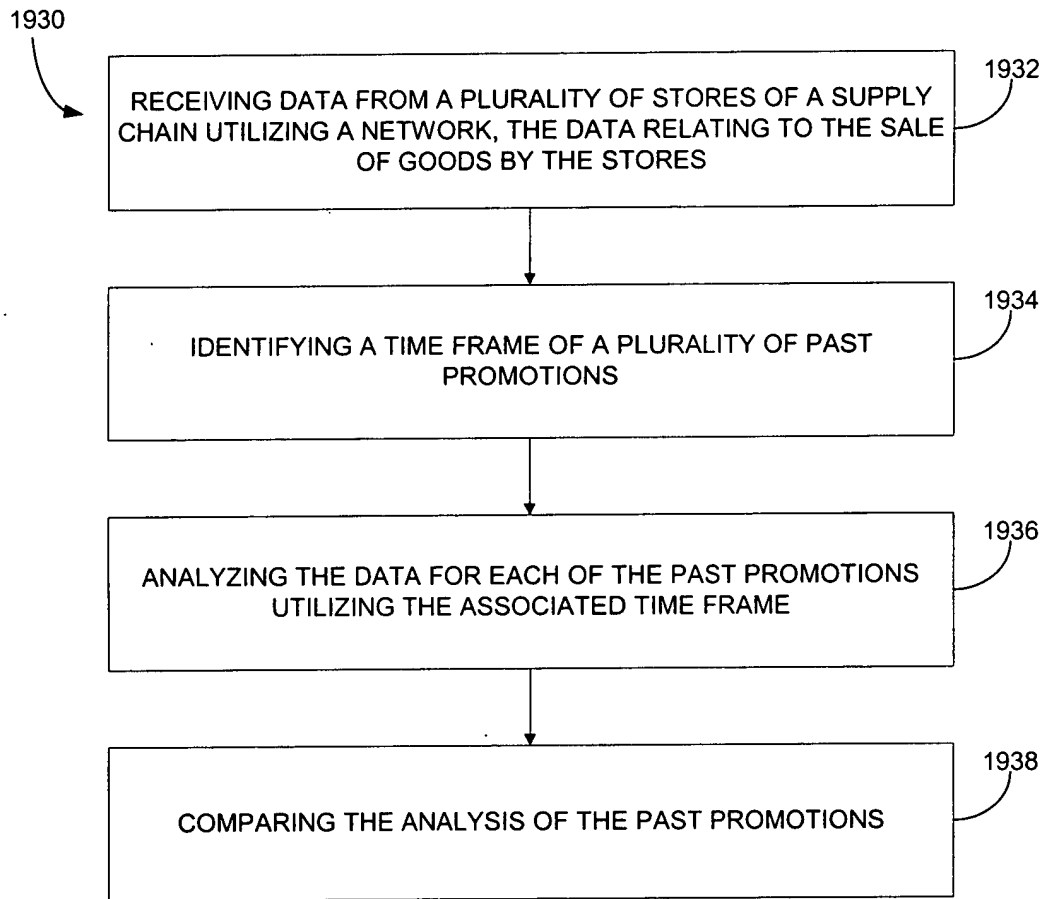 1930
1932
RECEIVING DATA FROM A PLURALITY OF STORES OF A SUPPLY
CHAIN UTILIZING A NETWORK, THE DATA RELATING TO THE SALE
OF GOODS BY THE STORES
1934
IDENTIFYING A TIME FRAME OF A PLURALITY OF PAST
PROMOTIONS
1936
ANALYZING THE DATA FOR EACH OF THE PAST PROMOTIONS
UTILIZING THE ASSOCIATED TIME FRAME
1938
COMPARING THE ANALYSIS OF THE PAST PROMOTIONS